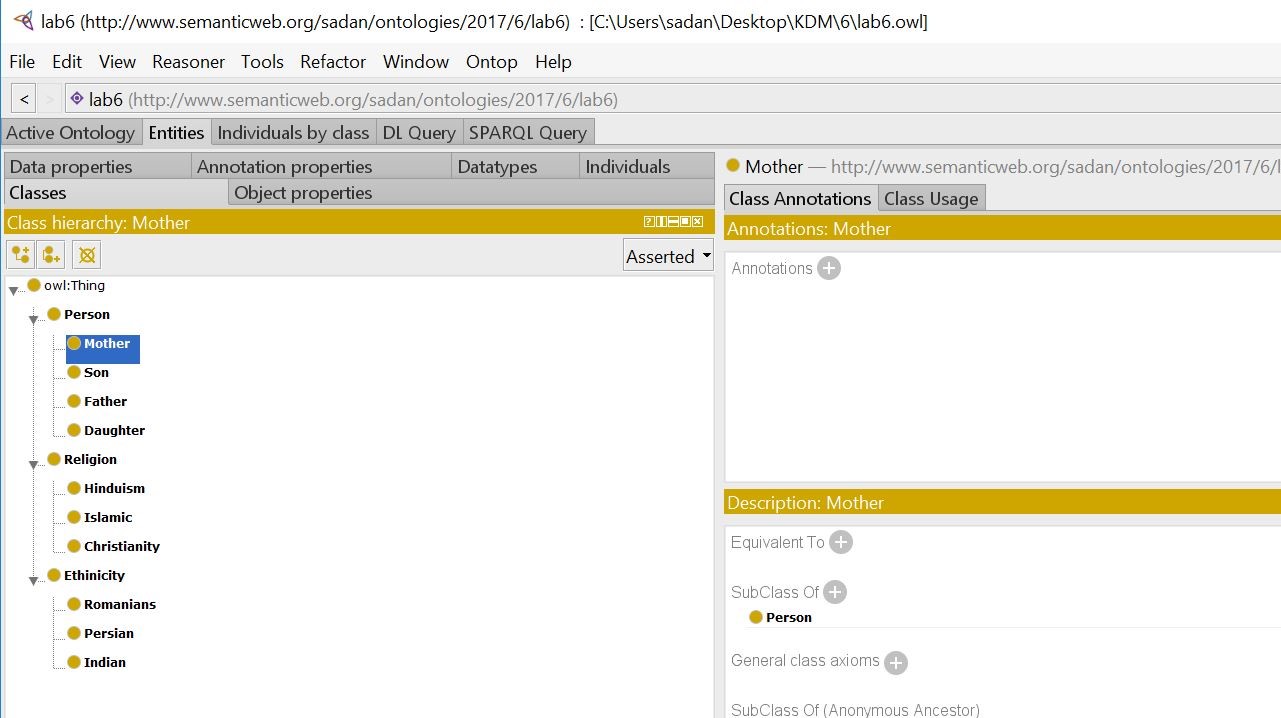 lab6 (http://www.semanticweb.org/sadan/ontologies/2017/6/lab6) : [C:\Users\sadan\Desktop\KDM\6\lab6.owl]
File Edit View Reasoner Tools Refactor Window Ontop Help
< > lab6 (http://www.semanticweb.org/sadan/ontologies/2017/6/lab6)
Active Ontology Entities Individuals by class DL Query SPARQL Query
Data properties Annotation properties Datatypes Individuals
Classes Object properties
Class hierarchy: Mother
Asserted
owl:Thing
Person
Mother
Son
Father
Daughter
Religion
Hinduism
Islamic
Christianity
Ethinicity
Romanians
Persian
Indian
Mother — http://www.semanticweb.org/sadan/ontologies/2017/6/l
Class Annotations Class Usage
Annotations: Mother
Annotations
Description: Mother
Equivalent To
SubClass Of
Person
General class axioms
SubClass Of (Anonymous Ancestor)